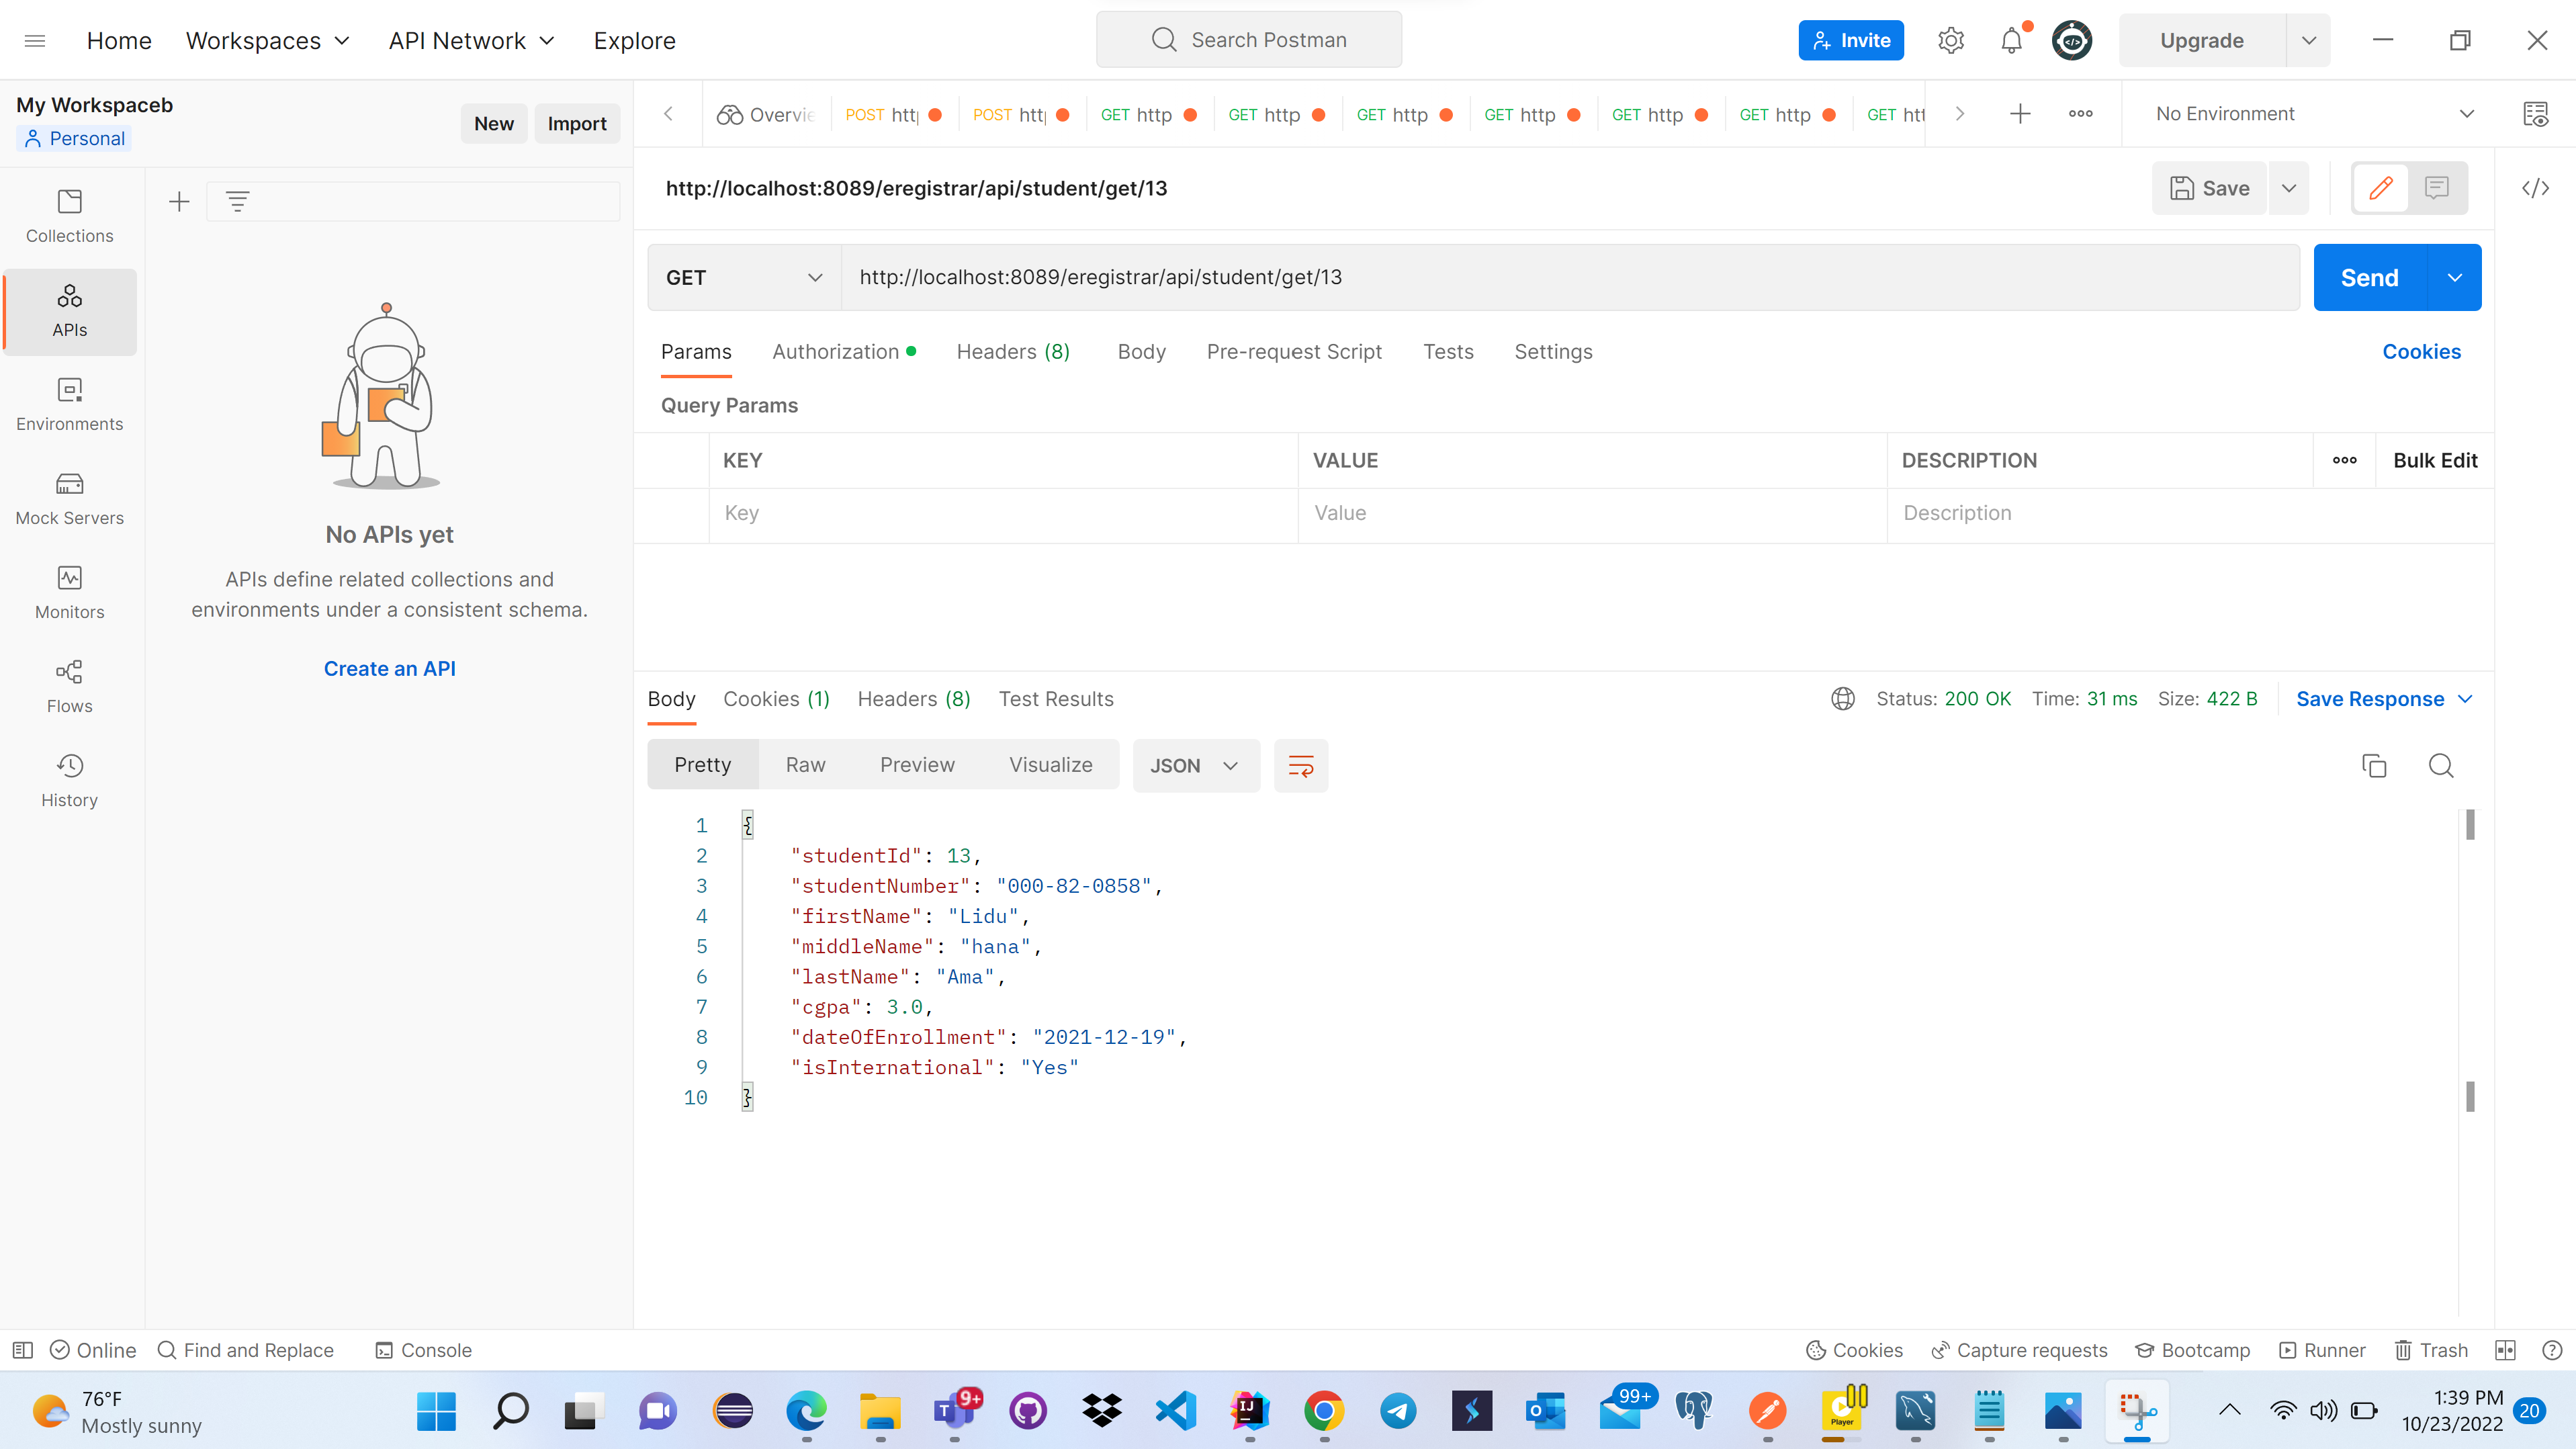 Home Workspaces API Network Explore
Search Postman
Invite
Upgrade
My Workspaceb
Personal
New Import
Overvie
POST http
POST http
GET http
GET http
GET http
GET http
GET http
GET http
GET htt
No Environment
Collections
APIs
Environments
Mock Servers
Monitors
Flows
History
No APIs yet
APIs define related collections and
environments under a consistent schema.
Create an API
http://localhost:8089/eregistrar/api/student/get/13
Save
GET http://localhost:8089/eregistrar/api/student/get/13 Send
Params Authorization Headers (8) Body Pre-request Script Tests Settings Cookies
Query Params
KEY VALUE DESCRIPTION Bulk Edit
Key Value Description
Body Cookies (1) Headers (8) Test Results Status: 200 OK Time: 31 ms Size: 422 B Save Response
Pretty Raw Preview Visualize JSON
1 {
2 "studentId": 13,
3 "studentNumber": "000-82-0858",
4 "firstName": "Lidu",
5 "middleName": "hana",
6 "lastName": "Ama",
7 "cgpa": 3.0,
8 "dateOfEnrollment": "2021-12-19",
9 "isInternational": "Yes"
10 }
Online Find and Replace Console Cookies Capture requests Bootcamp Runner Trash
76°F
Mostly sunny
9+
99+
Player
1:39 PM
10/23/2022
20